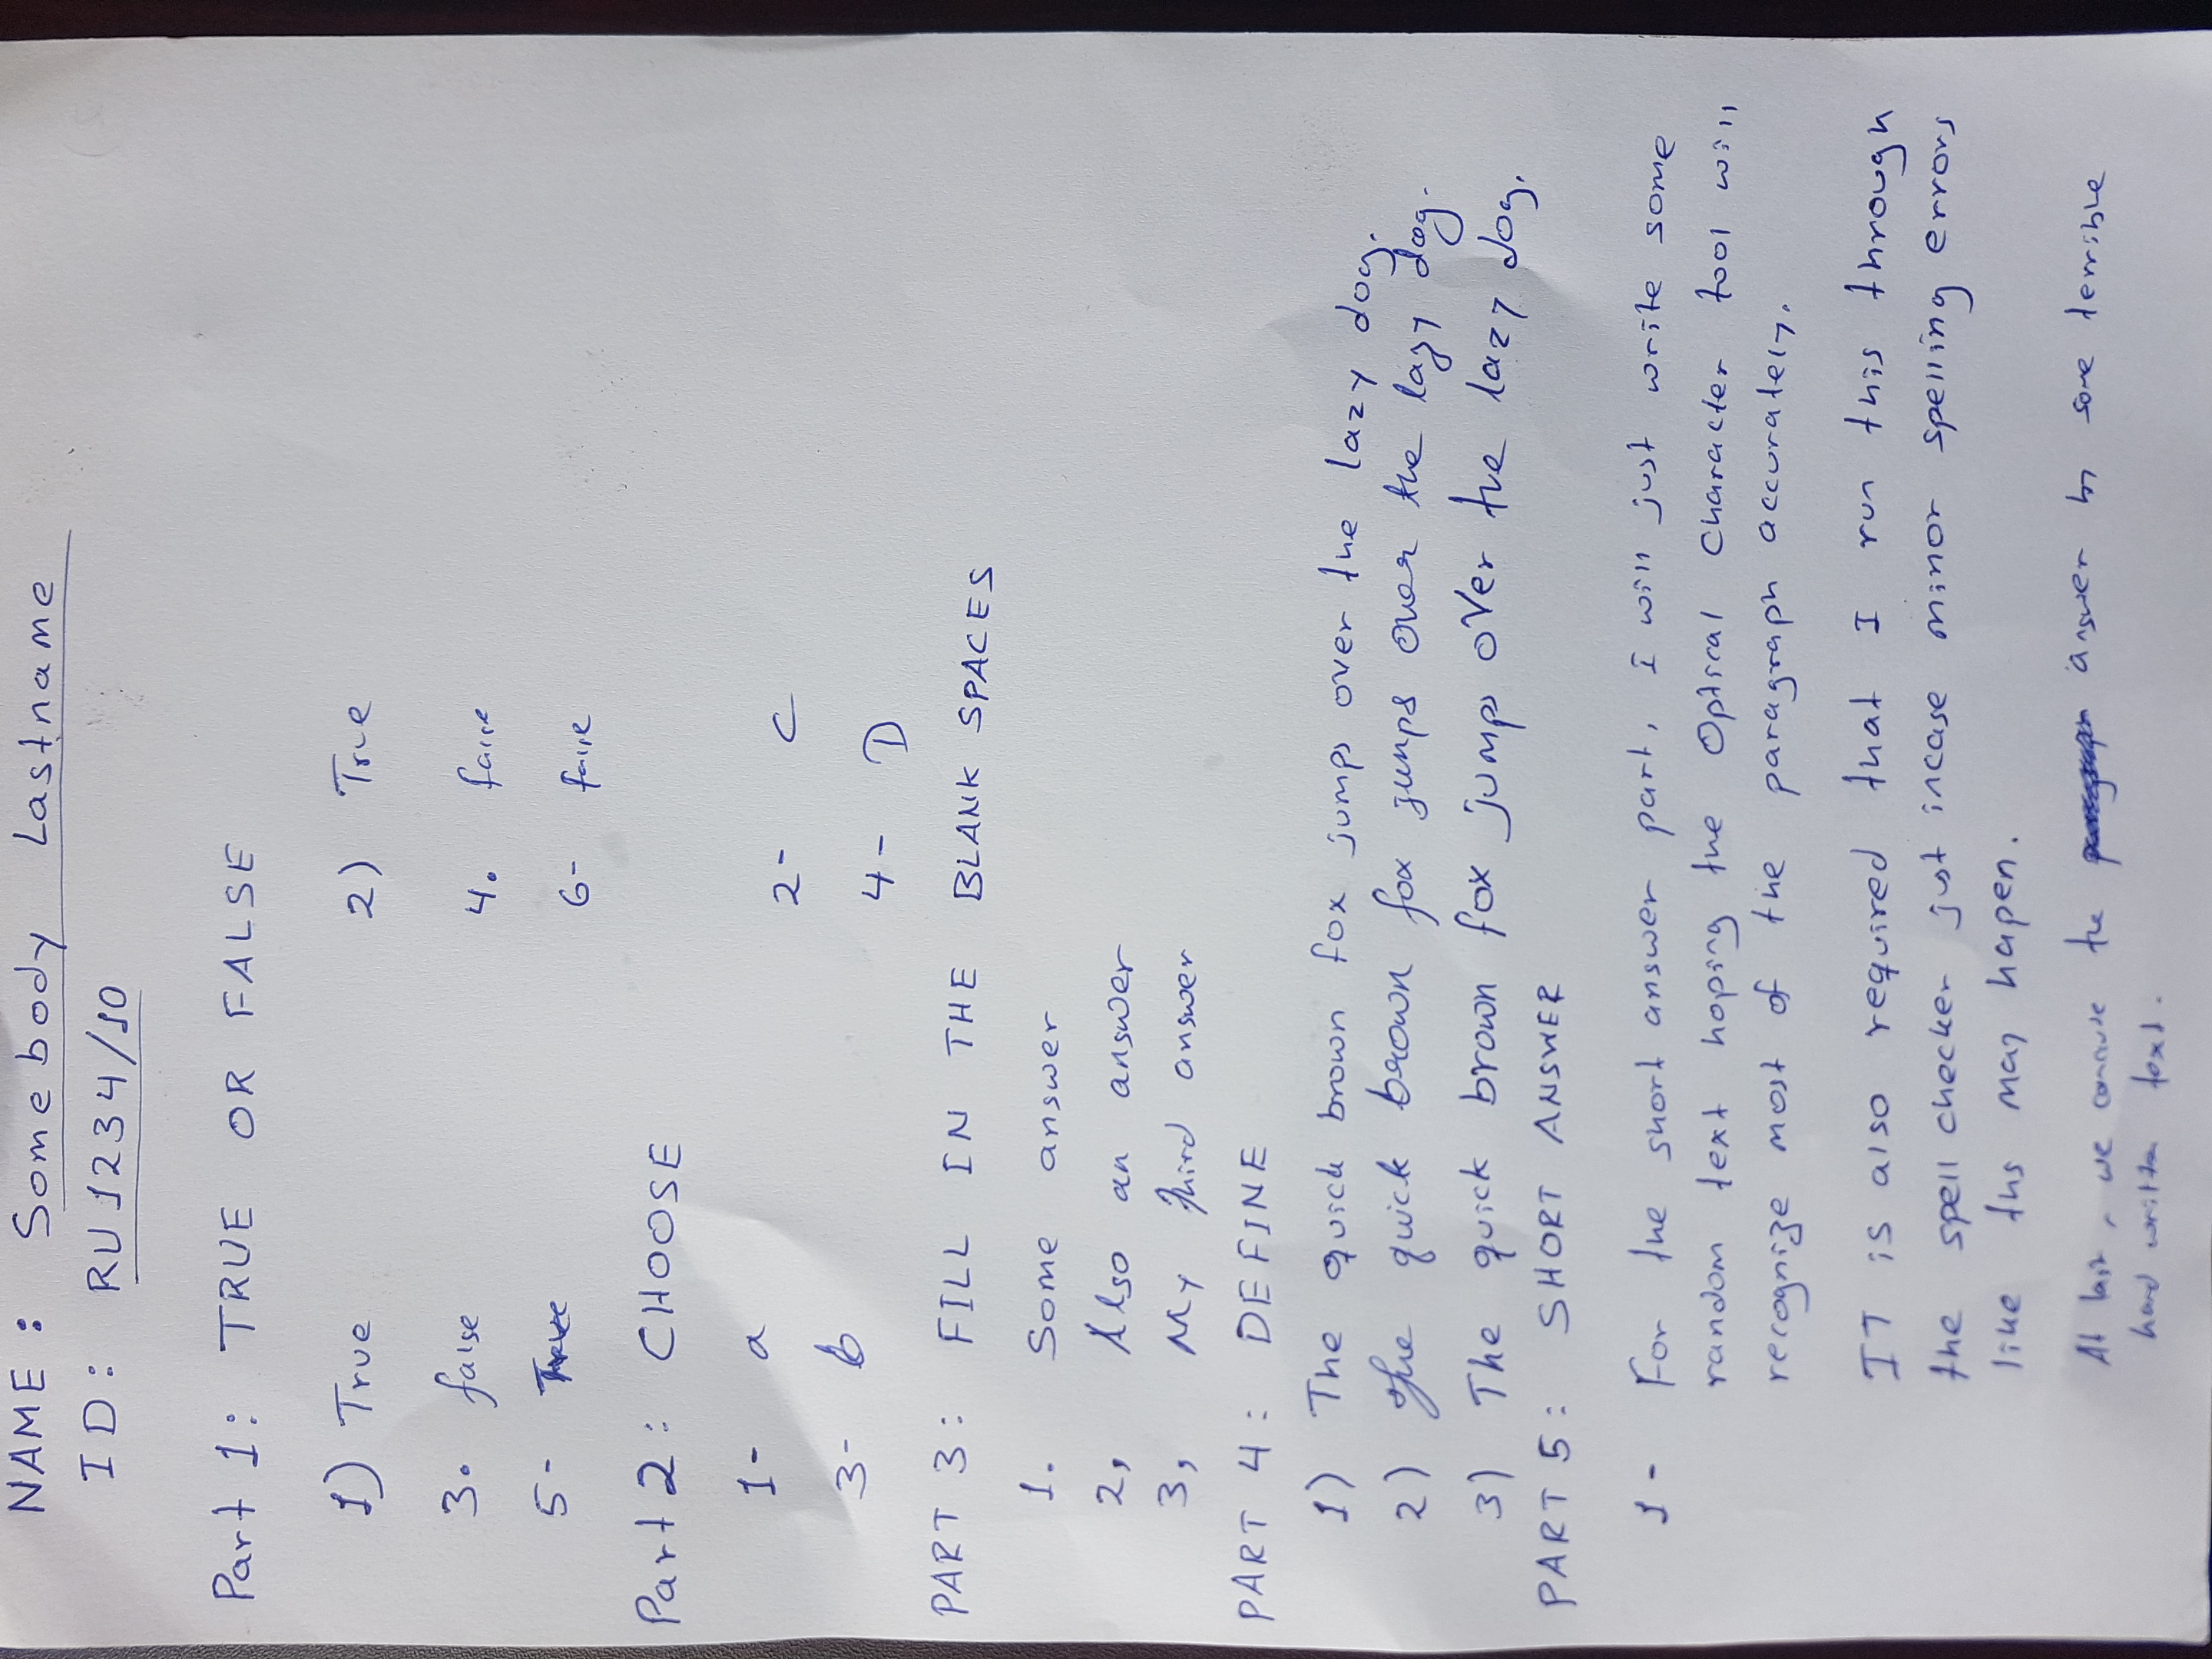 NAME: Somebody Lastname
ID: RU1234/10
Part 1: TRUE OR FALSE
1) True 2) True
3. false 4. false
5- True 6- false
Part 2: CHOOSE
1- a 2- C
3- b 4- D
PART 3: FILL IN THE BLANK SPACES
1. Some answer
2, Also an answer
3, My third answer
PART 4: DEFINE
1) The quick brown fox jumps over the lazy dog.
2) The quick brown fox jumps over the lazy dog.
3) The quick brown fox jumps over the lazy dog.
PART 5: SHORT ANSWER
1- For the short answer part, I will just write some
random text hoping the Optical Character tool will
recognize most of the paragraph accurately.
IT is also required that I run this through
the spell checker just incase minor spelling errors
like ths may hapen.
At last, we conclude the answer by some terrible
hand written text.